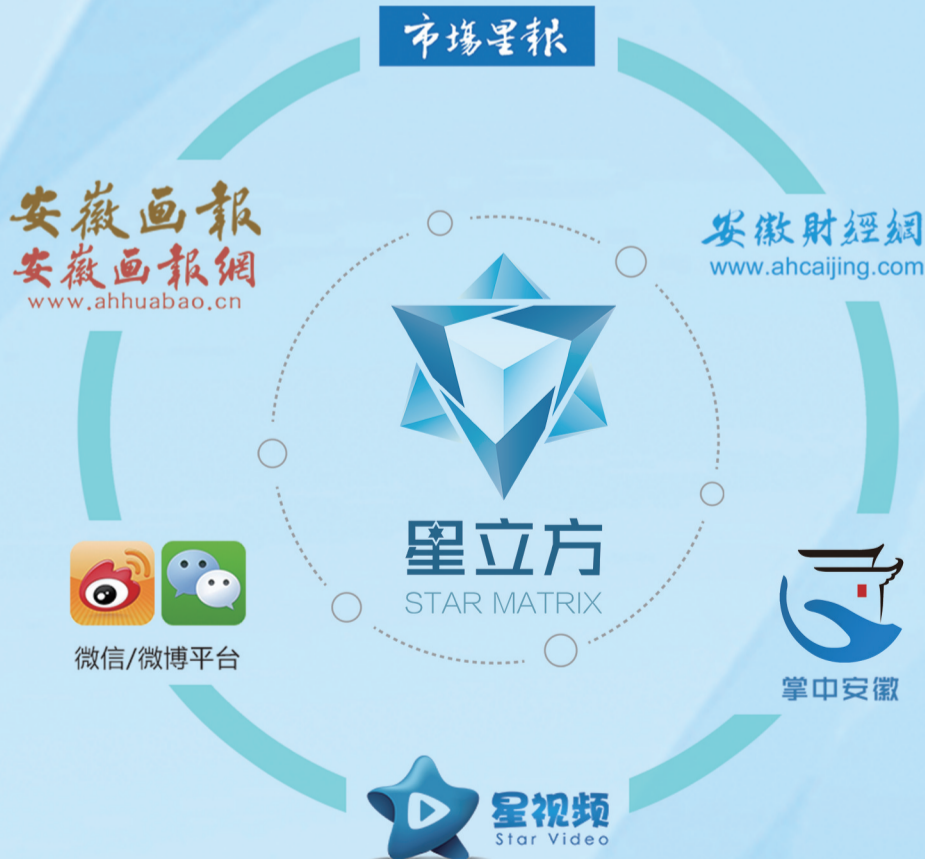 市場星報
安徽画報
安徽画報網
www.ahhuabao.cn
安徽財經網
www.ahcaijing.com
星立方
STAR MATRIX
微信/微博平台
掌中安徽
星视频
Star Video